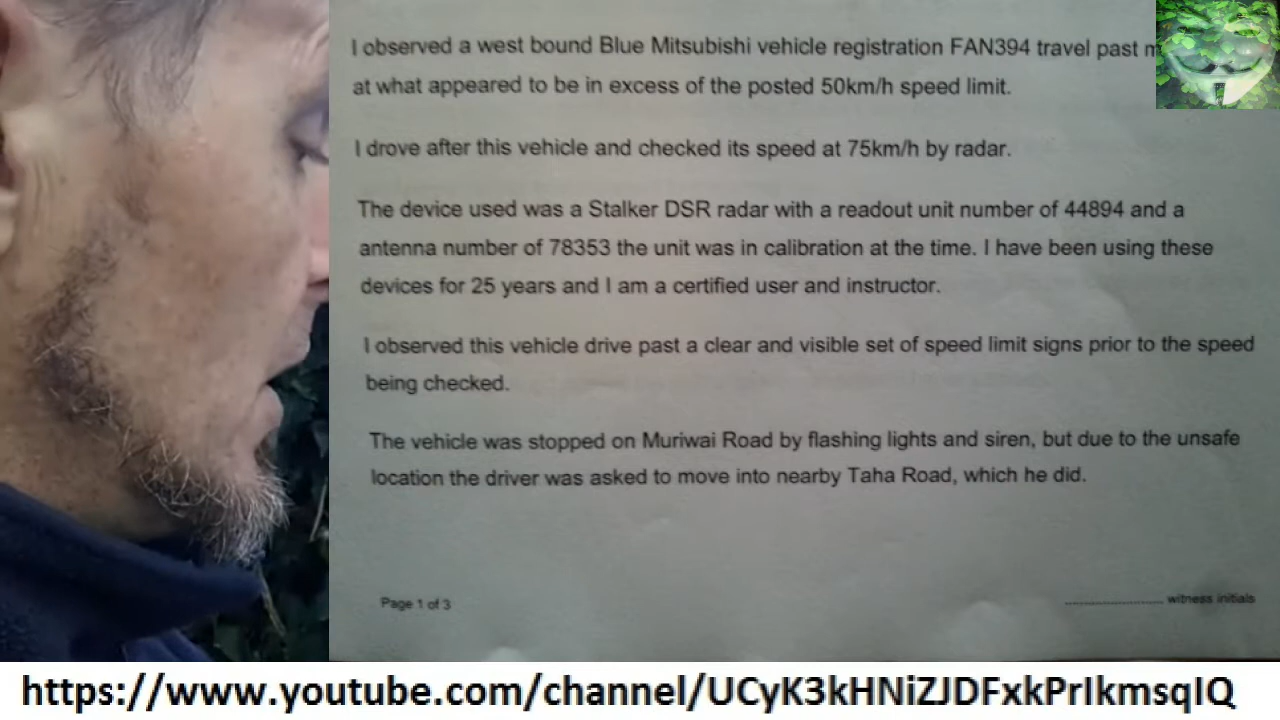 I observed a west bound Blue Mitsubishi vehicle registration FAN394 travel past
at what appeared to be in excess of the posted 50km/h speed limit.
I drove after this vehicle and checked its speed at 75km/h by radar.
The device used was a Stalker DSR radar with a readout unit number of 44894 and a
antenna number of 78353 the unit was in calibration at the time. I have been using these
devices for 25 years and I am a certified user and instructor.
I observed this vehicle drive past a clear and visible set of speed limit signs prior to the speed
being checked.
The vehicle was stopped on Muriwai Road by flashing lights and siren, but due to the unsafe
location the driver was asked to move into nearby Taha Road, which he did.
Page 1 of 3 .......................... witness initials
https://www.youtube.com/channel/UCyK3kHNiZJDFxkPrIkmsqIQ